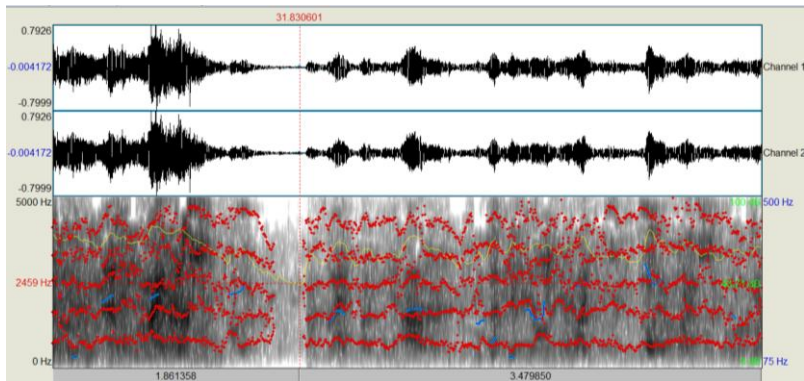 31.830601
0.7926
-0.004172
Channel 1
-0.7999
0.7926
-0.004172
Channel 2
-0.7999
5000 Hz
500 Hz
2459 Hz
0 Hz
75 Hz
1.861358
3.479850